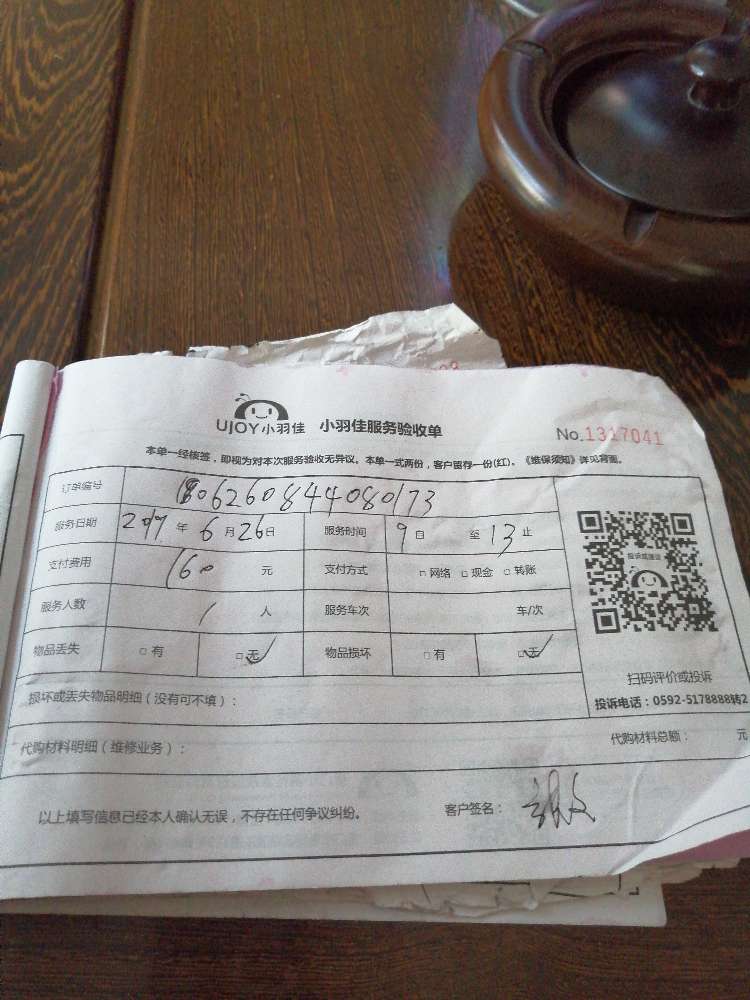 UJOY小羽佳 小羽佳服务验收单 No.1317041
本单一经核签，即视为对本次服务验收无异议。本单一式两份，客户留存一份(红)。《维保须知》详见背面。
订单编号 1806260844080173
服务日期 2017 年 6 月 26 日 服务时间 9 自 至 13 止
投诉或建议
支付费用 160 元 支付方式 □ 网络 □ 现金 □ 转账
服务人数 1 人 服务车次 车/次
物品丢失 □ 有 □ 无 ✓ 物品损坏 □ 有 □ 无 ✓
扫码评价或投诉
投诉电话：0592-5178888转2
损坏或丢失物品明细（没有可不填）：
代购材料明细（维修业务）： 代购材料总额： 元
以上填写信息已经本人确认无误，不存在任何争议纠纷。 客户签名：